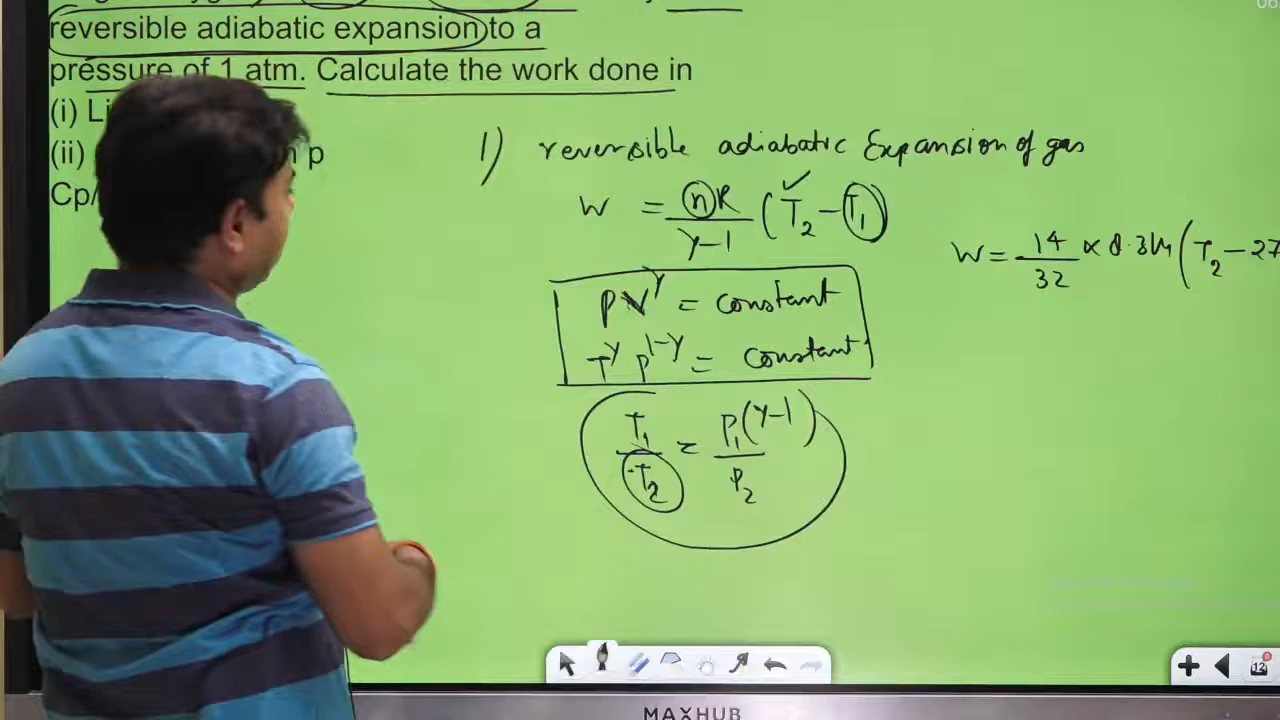 reversible adiabatic expansion to a
pressure of 1 atm. Calculate the work done in
(i) Li
(ii) n p
Cp/
1) reversible adiabatic Expansion of gas
W = nR/γ-1 (T₂ - T₁)
W = 14/32 × 8.314 (T₂ - 27
PV^γ = constant
T^γ P^1-γ = constant
T₁/T₂ = P₁/P₂ (γ-1)
12
MAXHUB